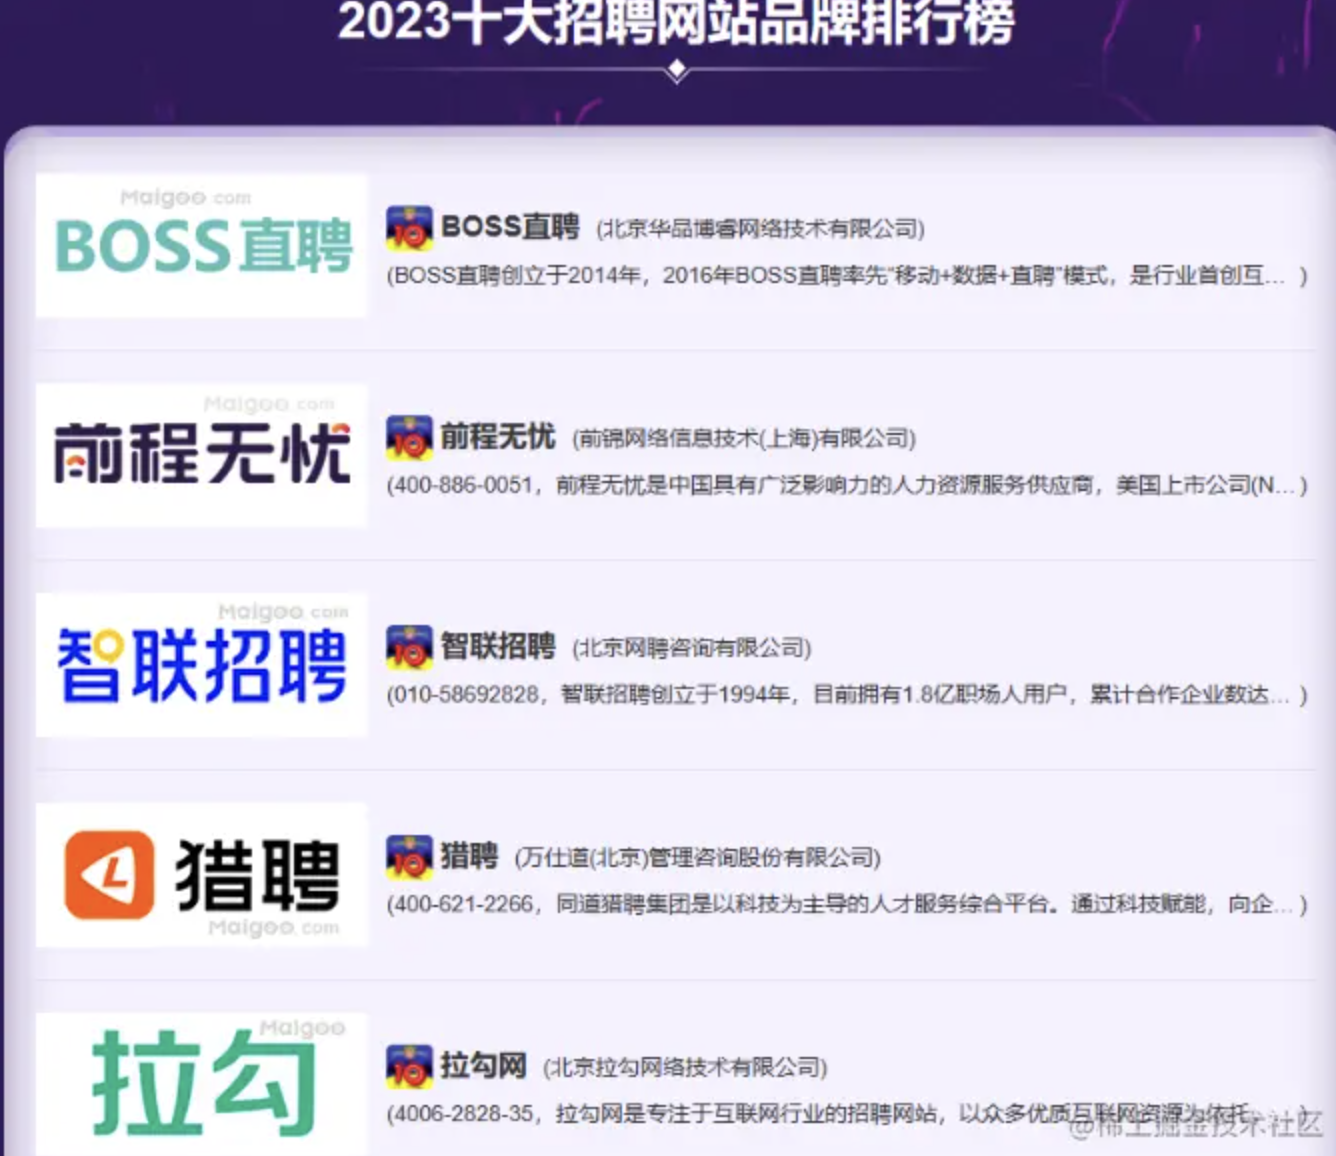 2023十大招聘网站品牌排行榜
Maigoo.com
BOSS直聘
BOSS直聘 (北京华品博睿网络技术有限公司)
(BOSS直聘创立于2014年，2016年BOSS直聘率先“移动+数据+直聘”模式，是行业首创互... )
Maigoo.com
前程无忧
前程无忧 (前锦网络信息技术(上海)有限公司)
(400-886-0051，前程无忧是中国具有广泛影响力的人力资源服务供应商，美国上市公司(N... )
Maigoo.com
智联招聘
智联招聘 (北京网聘咨询有限公司)
(010-58692828，智联招聘创立于1994年，目前拥有1.8亿职场人用户，累计合作企业数达... )
猎聘
Maigoo.com
猎聘 (万仕道(北京)管理咨询股份有限公司)
(400-621-2266，同道猎聘集团是以科技为主导的人才服务综合平台。通过科技赋能，向企... )
Maigoo
拉勾
拉勾网 (北京拉勾网络技术有限公司)
(4006-2828-35，拉勾网是专注于互联网行业的招聘网站，以众多优质互联网资源为依托，... )
@稀土掘金技术社区